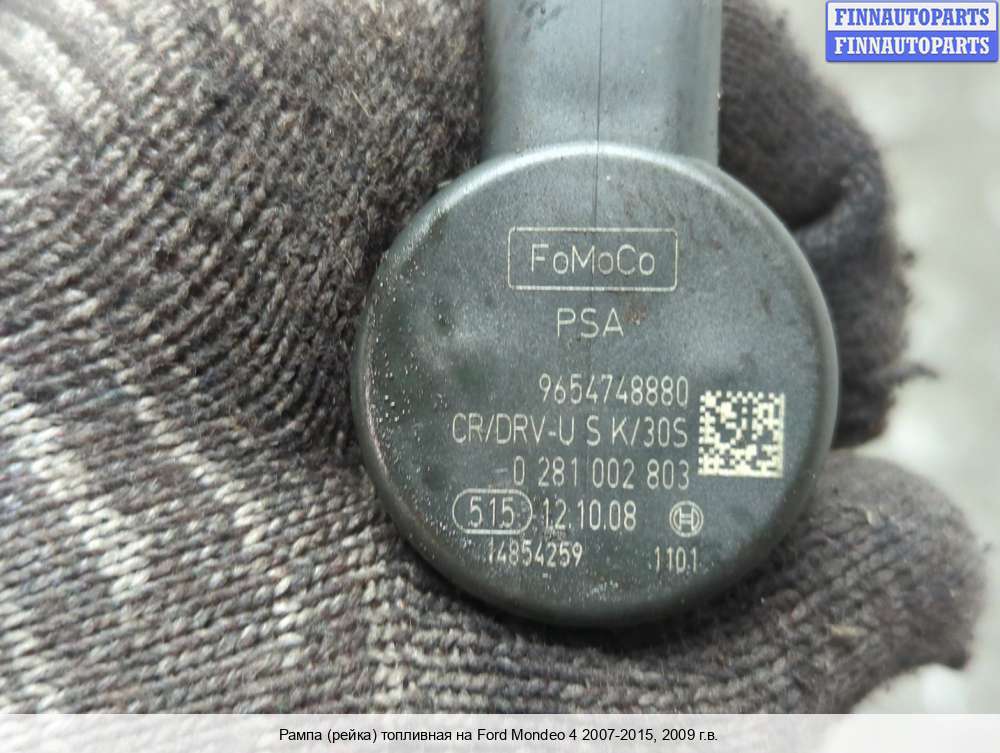 FINNAUTOPARTS
FINNAUTOPARTS
FoMoCo
PSA
9654748880
CR/DRV-U S K/30S
0 281 002 803
515 12.10.08
14854259 1101
Рампа (рейка) топливная на Ford Mondeo 4 2007-2015, 2009 г.в.